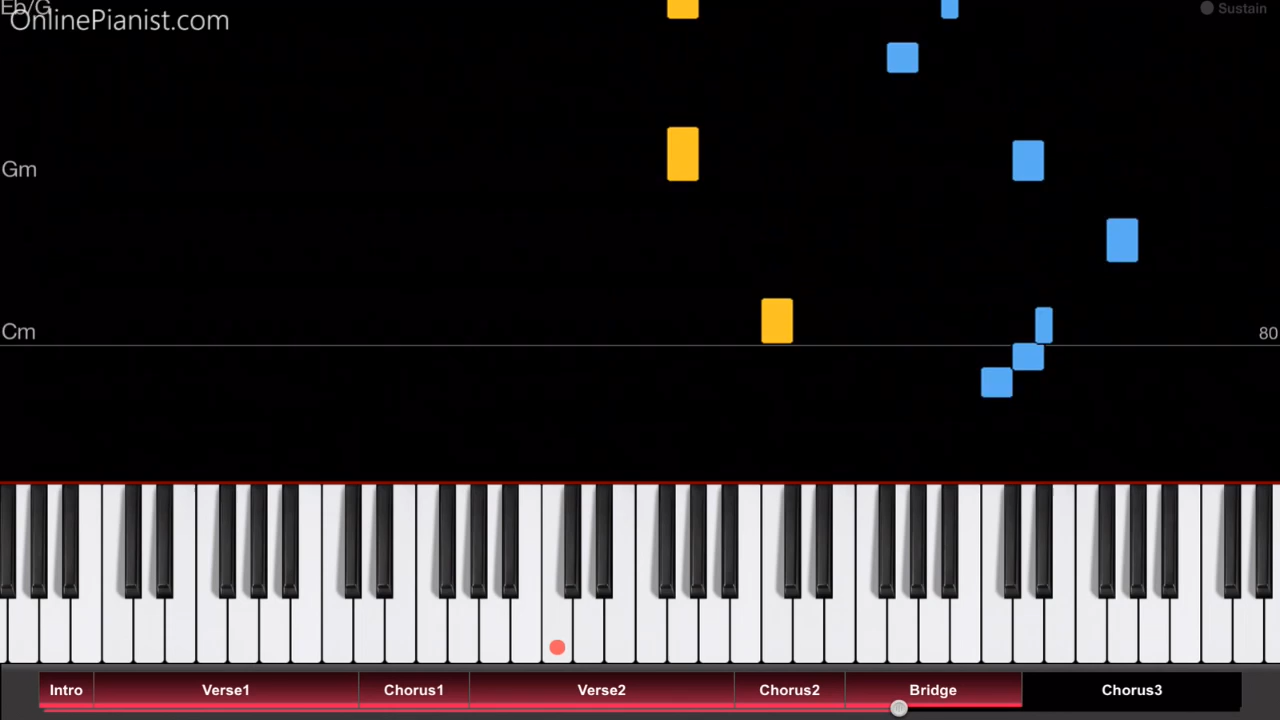 Eb/G
OnlinePianist.com
Sustain
Gm
Cm
80
Intro
Verse1
Chorus1
Verse2
Chorus2
Bridge
Chorus3